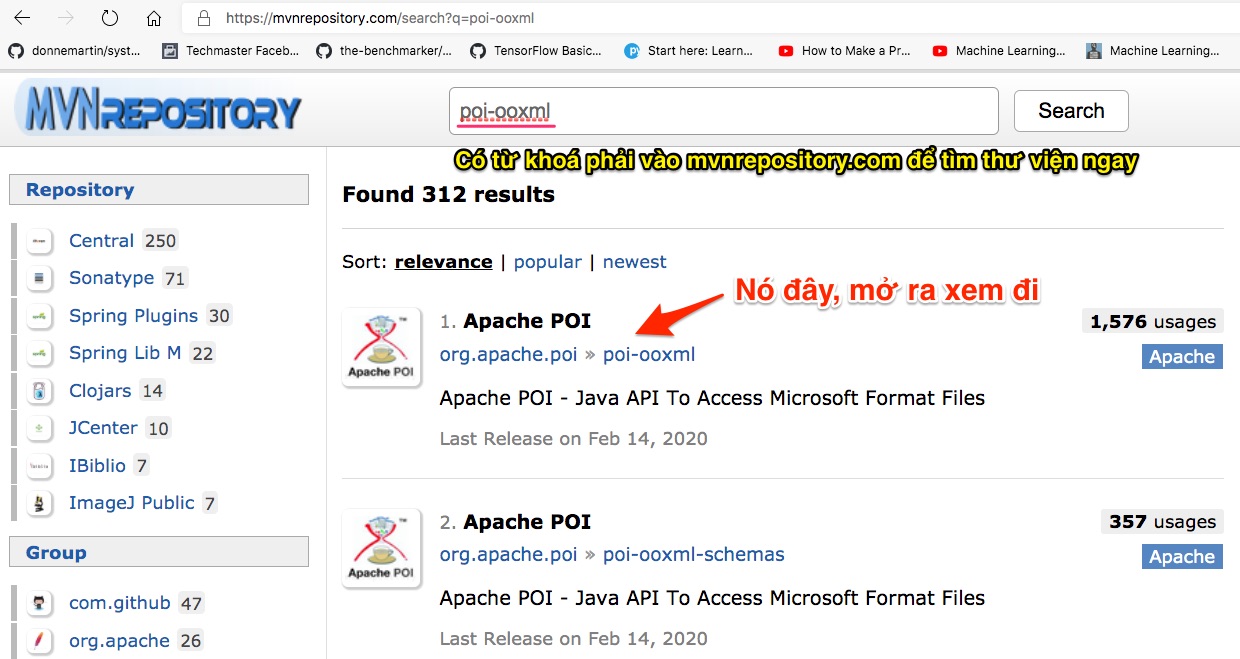 https://mvnrepository.com/search?q=poi-ooxml
donnemartin/syst... Techmaster Faceb... the-benchmarker/... TensorFlow Basic... Start here: Learn... How to Make a Pr... Machine Learning... Machine Learning...
MVNREPOSITORY
poi-ooxml
Search
Có từ khoá phải vào mvnrepository.com để tìm thư viện ngay
Repository
Central 250
Sonatype 71
Spring Plugins 30
Spring Lib M 22
Clojars 14
JCenter 10
IBiblio 7
ImageJ Public 7
Group
com.github 47
org.apache 26
Found 312 results
Sort: relevance | popular | newest
Nó đây, mở ra xem đi
Apache POI
1. Apache POI
1,576 usages
org.apache.poi » poi-ooxml
Apache
Apache POI - Java API To Access Microsoft Format Files
Last Release on Feb 14, 2020
Apache POI
2. Apache POI
357 usages
org.apache.poi » poi-ooxml-schemas
Apache
Apache POI - Java API To Access Microsoft Format Files
Last Release on Feb 14, 2020